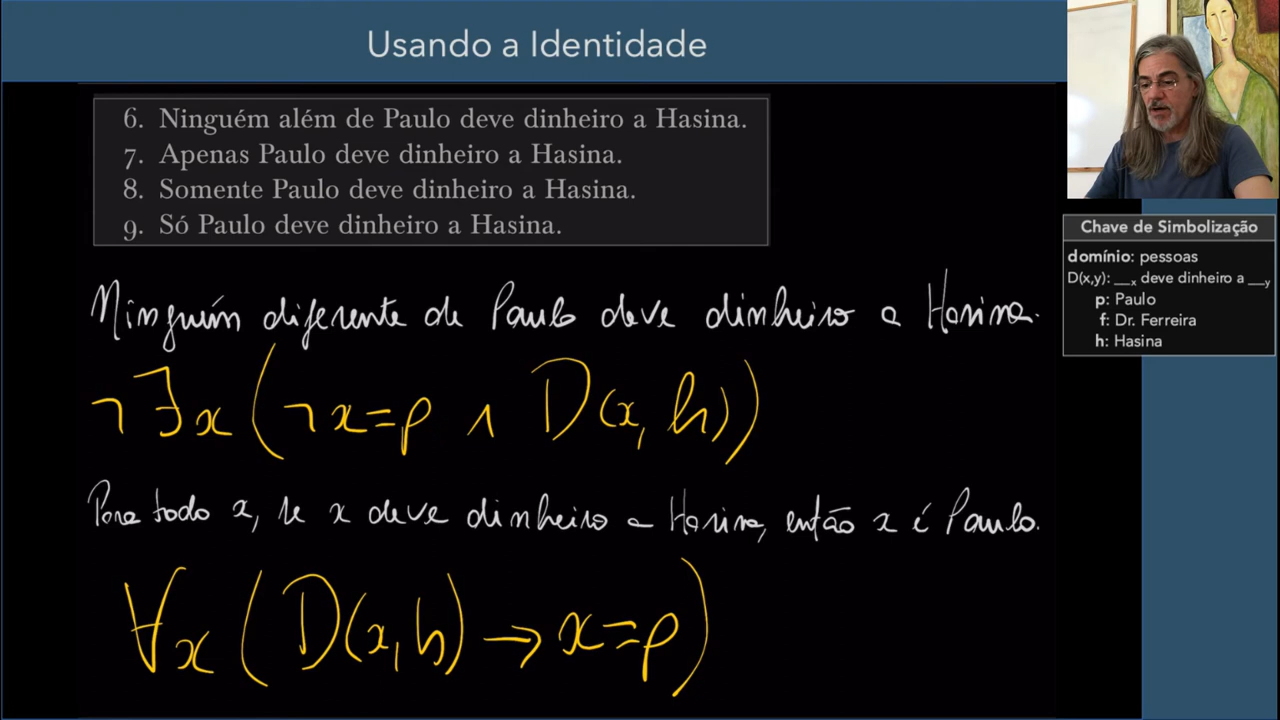 Usando a Identidade
6. Ninguém além de Paulo deve dinheiro a Hasina.
7. Apenas Paulo deve dinheiro a Hasina.
8. Somente Paulo deve dinheiro a Hasina.
9. Só Paulo deve dinheiro a Hasina.
Ninguém diferente de Paulo deve dinheiro a Hasina.
¬∃x(¬x=p ∧ D(x,h))
Para todo x, se x deve dinheiro a Hasina, então x é Paulo.
∀x(D(x,h) → x=p)
Chave de Simbolização
domínio: pessoas
D(x,y): __x deve dinheiro a __y
p: Paulo
f: Dr. Ferreira
h: Hasina